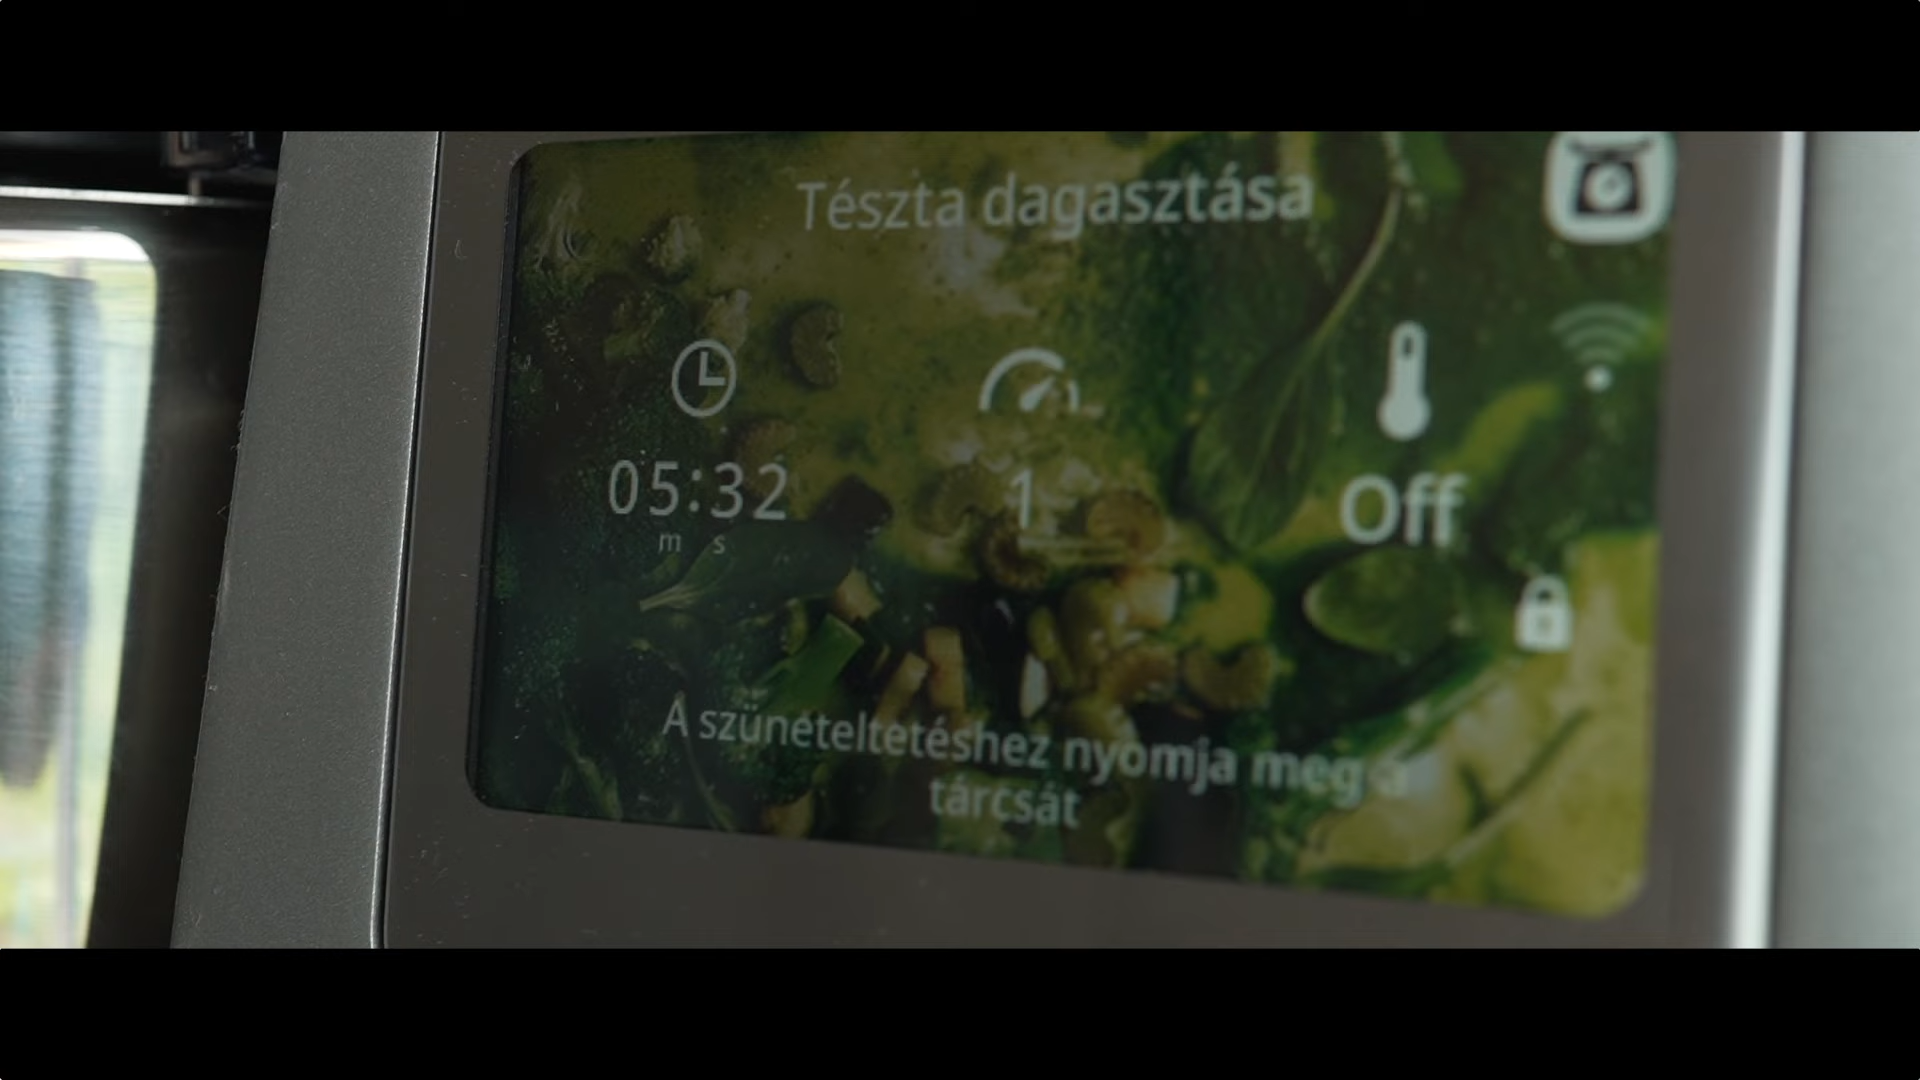 Tészta dagasztása
05:32 1 Off
m s
A szüneteltetéshez nyomja meg a
tárcsát